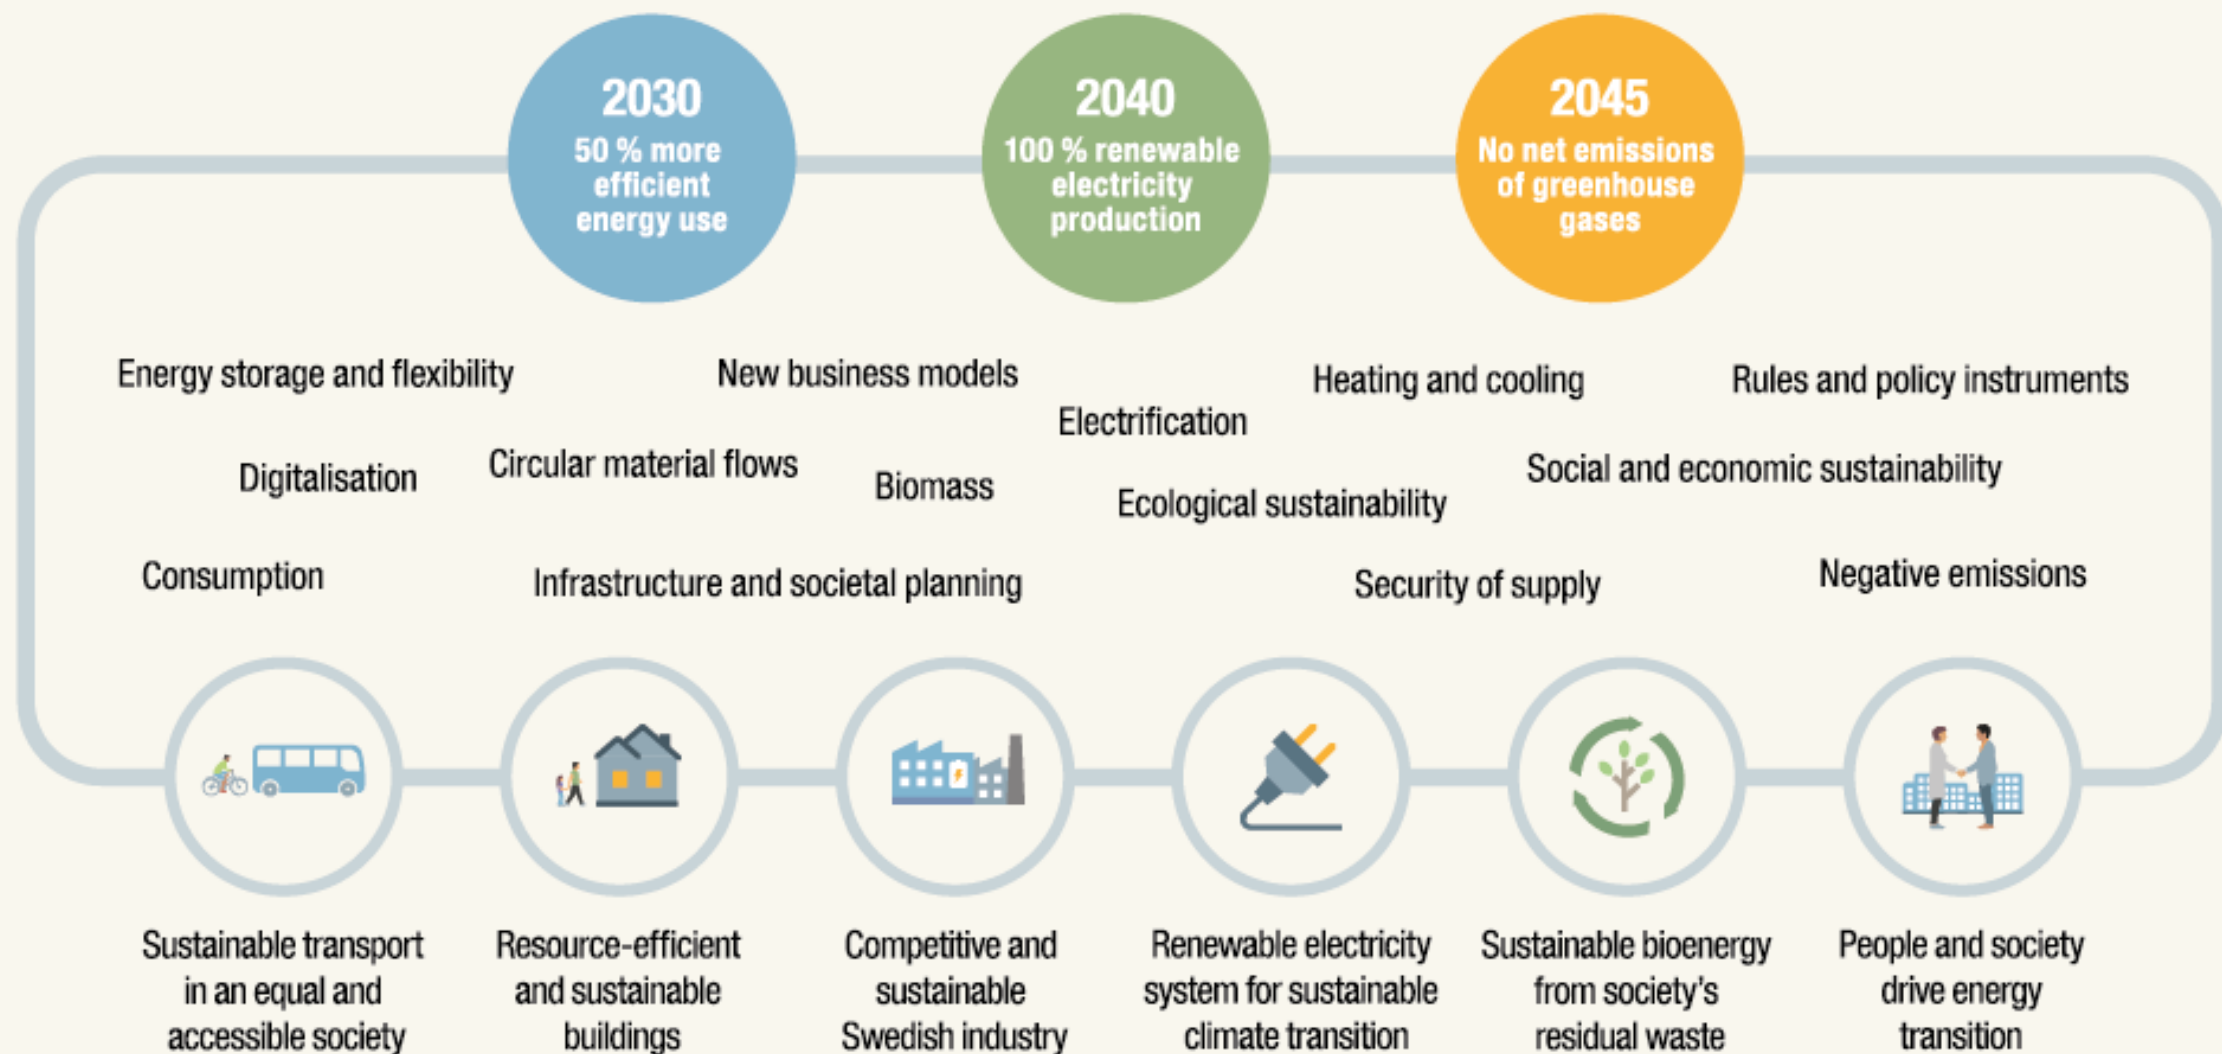 2030
50 % more
efficient
energy use
2040
100 % renewable
electricity
production
2045
No net emissions
of greenhouse
gases
Energy storage and flexibility
New business models
Electrification
Heating and cooling
Rules and policy instruments
Digitalisation
Circular material flows
Biomass
Ecological sustainability
Social and economic sustainability
Consumption
Infrastructure and societal planning
Security of supply
Negative emissions
Sustainable transport
in an equal and
accessible society
Resource-efficient
and sustainable
buildings
Competitive and
sustainable
Swedish industry
Renewable electricity
system for sustainable
climate transition
Sustainable bioenergy
from society's
residual waste
People and society
drive energy
transition